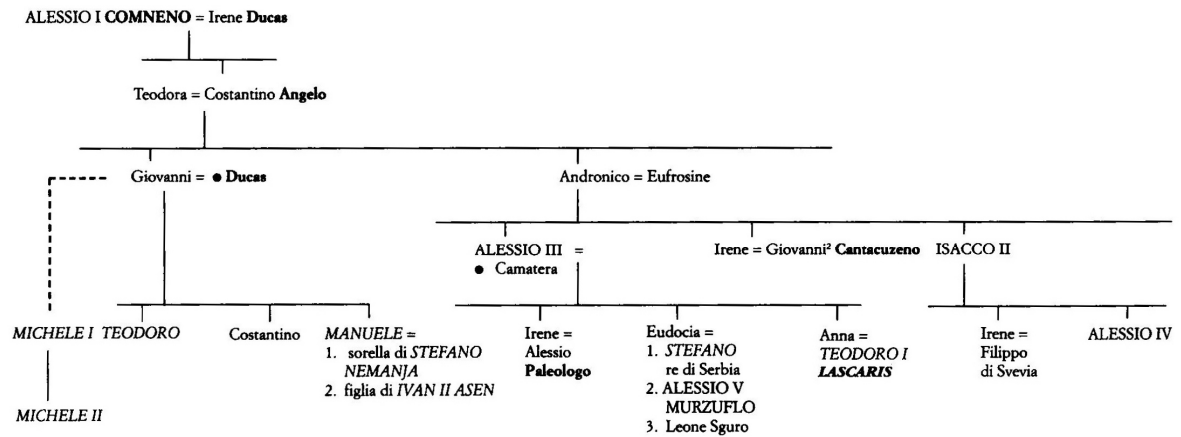 ALESSIO I COMNENO = Irene Ducas
Teodora = Costantino Angelo
Giovanni = ● Ducas
Andronico = Eufrosine
ALESSIO III =
● Camatera
Irene = Giovanni² Cantacuzeno
ISACCO II
MICHELE I
TEODORO
Costantino
MANUELE =
1. sorella di STEFANO
NEMANJA
2. figlia di IVAN II ASEN
Irene =
Alessio
Paleologo
Eudocia =
1. STEFANO
re di Serbia
2. ALESSIO V
MURZUFLO
3. Leone Sguro
Anna =
TEODORO I
LASCARIS
Irene =
Filippo
di Svevia
ALESSIO IV
MICHELE II